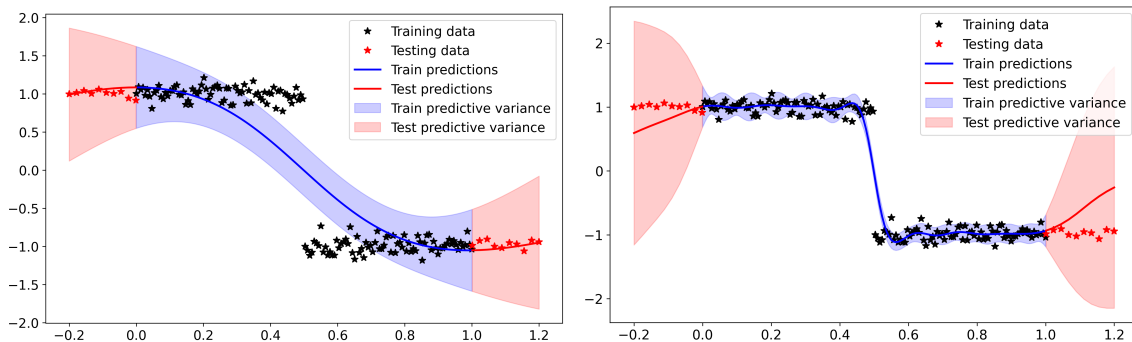 2.0
1.5
1.0
0.5
0.0
−0.5
−1.0
−1.5
−2.0
−0.2 0.0 0.2 0.4 0.6 0.8 1.0 1.2
Training data
Testing data
Train predictions
Test predictions
Train predictive variance
Test predictive variance
2
1
0
−1
−2
−0.2 0.0 0.2 0.4 0.6 0.8 1.0 1.2
Training data
Testing data
Train predictions
Test predictions
Train predictive variance
Test predictive variance